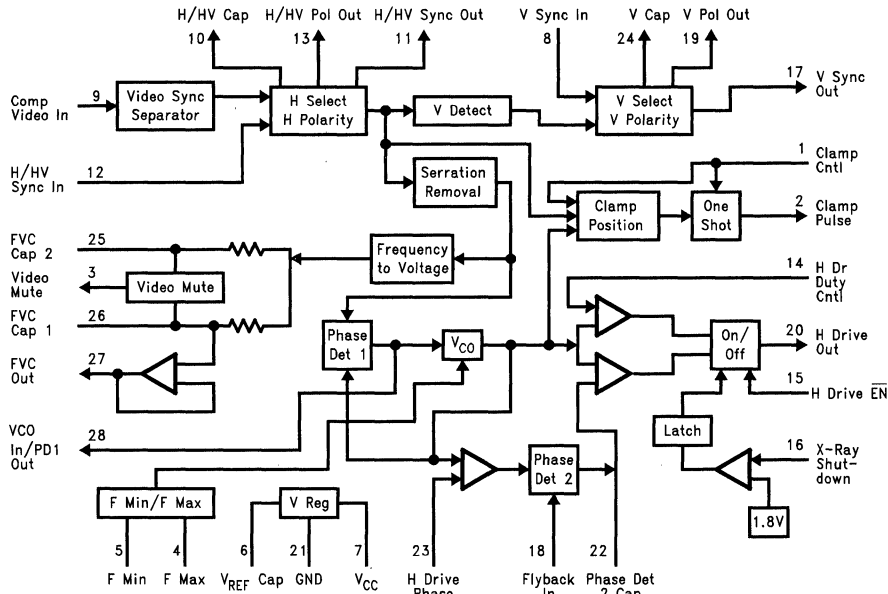 H/HV Cap
10
H/HV Pol Out
13
H/HV Sync Out
11
V Sync In
8
V Cap
24
V Pol Out
19
Comp
Video In
9
Video Sync
Separator
H Select
H Polarity
V Detect
V Select
V Polarity
17
V Sync
Out
H/HV
Sync In
12
Serration
Removal
Clamp
Position
One
Shot
1
Clamp
Cntl
2
Clamp
Pulse
FVC
Cap 2
25
Video
Mute
3
Video Mute
FVC
Cap 1
26
FVC
Out
27
Frequency
to Voltage
14
H Dr
Duty
Cntl
Phase
Det 1
VCO
On/
Off
20
H Drive
Out
15
H Drive E̅N̅
VCO
In/PD1
Out
28
Latch
16
X-Ray
Shut-
down
1.8V
F Min/F Max
V Reg
Phase
Det 2
5
4
6
21
7
23
18
22
F Min
F Max
VREF Cap
GND
VCC
H Drive
Phase
Flyback
In
Phase Det
2 Cap